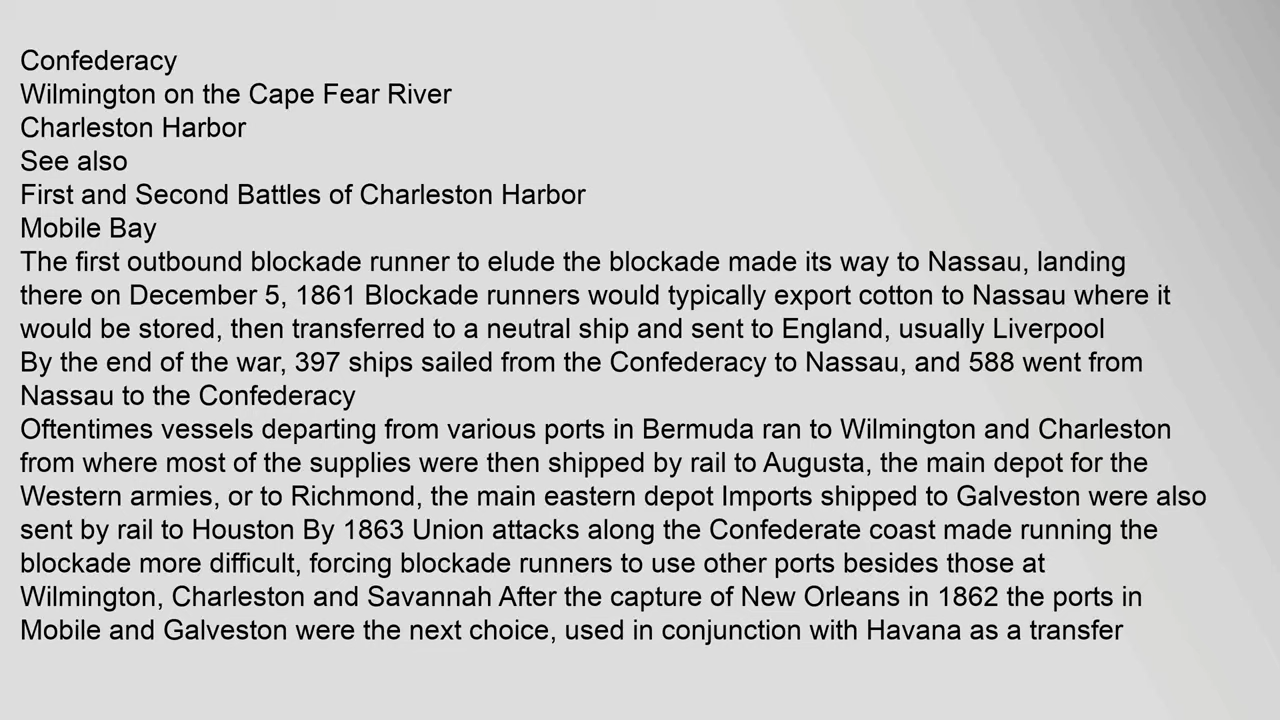 Confederacy
Wilmington on the Cape Fear River
Charleston Harbor
See also
First and Second Battles of Charleston Harbor
Mobile Bay
The first outbound blockade runner to elude the blockade made its way to Nassau, landing
there on December 5, 1861 Blockade runners would typically export cotton to Nassau where it
would be stored, then transferred to a neutral ship and sent to England, usually Liverpool
By the end of the war, 397 ships sailed from the Confederacy to Nassau, and 588 went from
Nassau to the Confederacy
Oftentimes vessels departing from various ports in Bermuda ran to Wilmington and Charleston
from where most of the supplies were then shipped by rail to Augusta, the main depot for the
Western armies, or to Richmond, the main eastern depot Imports shipped to Galveston were also
sent by rail to Houston By 1863 Union attacks along the Confederate coast made running the
blockade more difficult, forcing blockade runners to use other ports besides those at
Wilmington, Charleston and Savannah After the capture of New Orleans in 1862 the ports in
Mobile and Galveston were the next choice, used in conjunction with Havana as a transfer